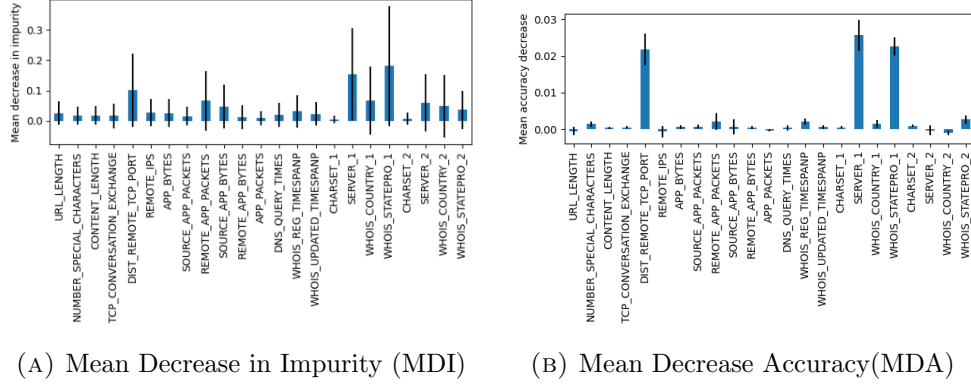 Mean decrease in impurity
0.3
0.2
0.1
0.0
URL_LENGTH
NUMBER_SPECIAL_CHARACTERS
CONTENT_LENGTH
TCP_CONVERSATION_EXCHANGE
DIST_REMOTE_TCP_PORT
REMOTE_IPS
APP_BYTES
SOURCE_APP_PACKETS
REMOTE_APP_PACKETS
SOURCE_APP_BYTES
REMOTE_APP_BYTES
APP_PACKETS
DNS_QUERY_TIMES
WHOIS_REG_TIMESPANP
WHOIS_UPDATED_TIMESPANP
CHARSET_1
SERVER_1
WHOIS_COUNTRY_1
WHOIS_STATEPRO_1
CHARSET_2
SERVER_2
WHOIS_COUNTRY_2
WHOIS_STATEPRO_2
(A) Mean Decrease in Impurity (MDI)
Mean accuracy decrease
0.03
0.02
0.01
0.00
URL_LENGTH
NUMBER_SPECIAL_CHARACTERS
CONTENT_LENGTH
TCP_CONVERSATION_EXCHANGE
DIST_REMOTE_TCP_PORT
REMOTE_IPS
APP_BYTES
SOURCE_APP_PACKETS
REMOTE_APP_PACKETS
SOURCE_APP_BYTES
REMOTE_APP_BYTES
APP_PACKETS
DNS_QUERY_TIMES
WHOIS_REG_TIMESPANP
WHOIS_UPDATED_TIMESPANP
CHARSET_1
SERVER_1
WHOIS_COUNTRY_1
WHOIS_STATEPRO_1
CHARSET_2
SERVER_2
WHOIS_COUNTRY_2
WHOIS_STATEPRO_2
(B) Mean Decrease Accuracy(MDA)